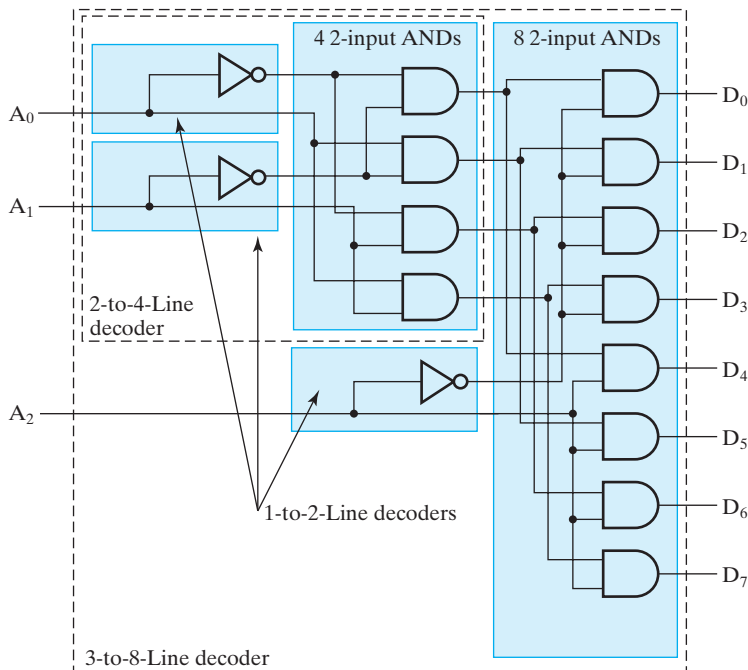 4 2-input ANDs
8 2-input ANDs
A₀
A₁
A₂
2-to-4-Line
decoder
1-to-2-Line decoders
3-to-8-Line decoder
D₀
D₁
D₂
D₃
D₄
D₅
D₆
D₇